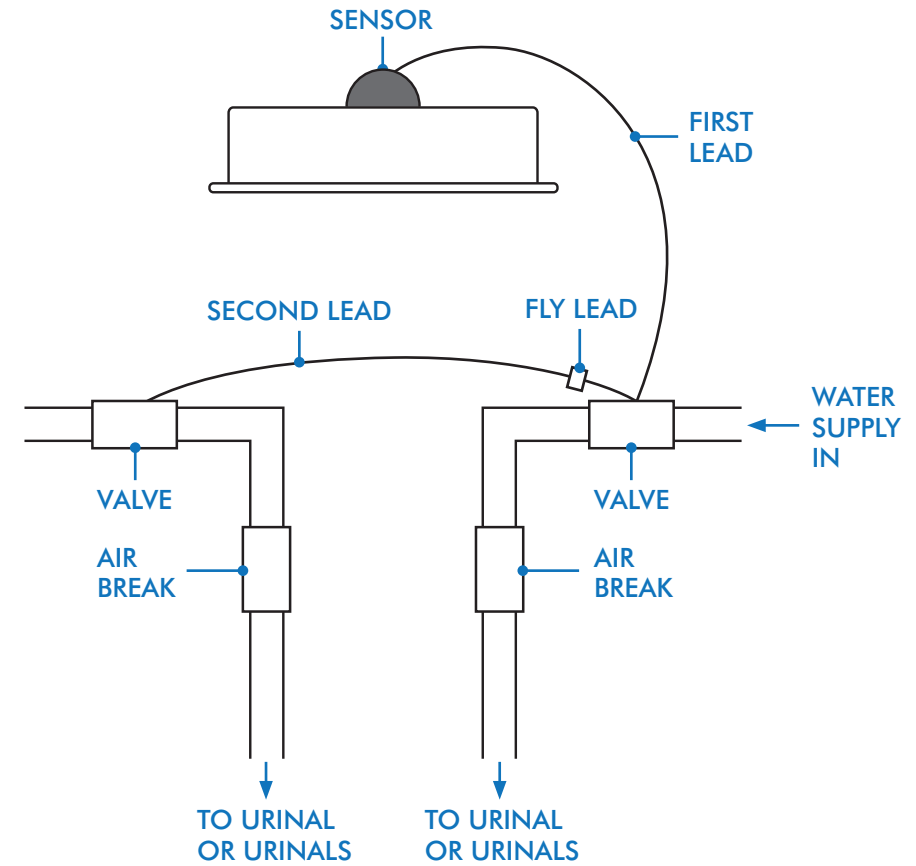 SENSOR
FIRST
LEAD
SECOND LEAD
FLY LEAD
WATER
SUPPLY
IN
VALVE
VALVE
AIR
BREAK
AIR
BREAK
TO URINAL
OR URINALS
TO URINAL
OR URINALS